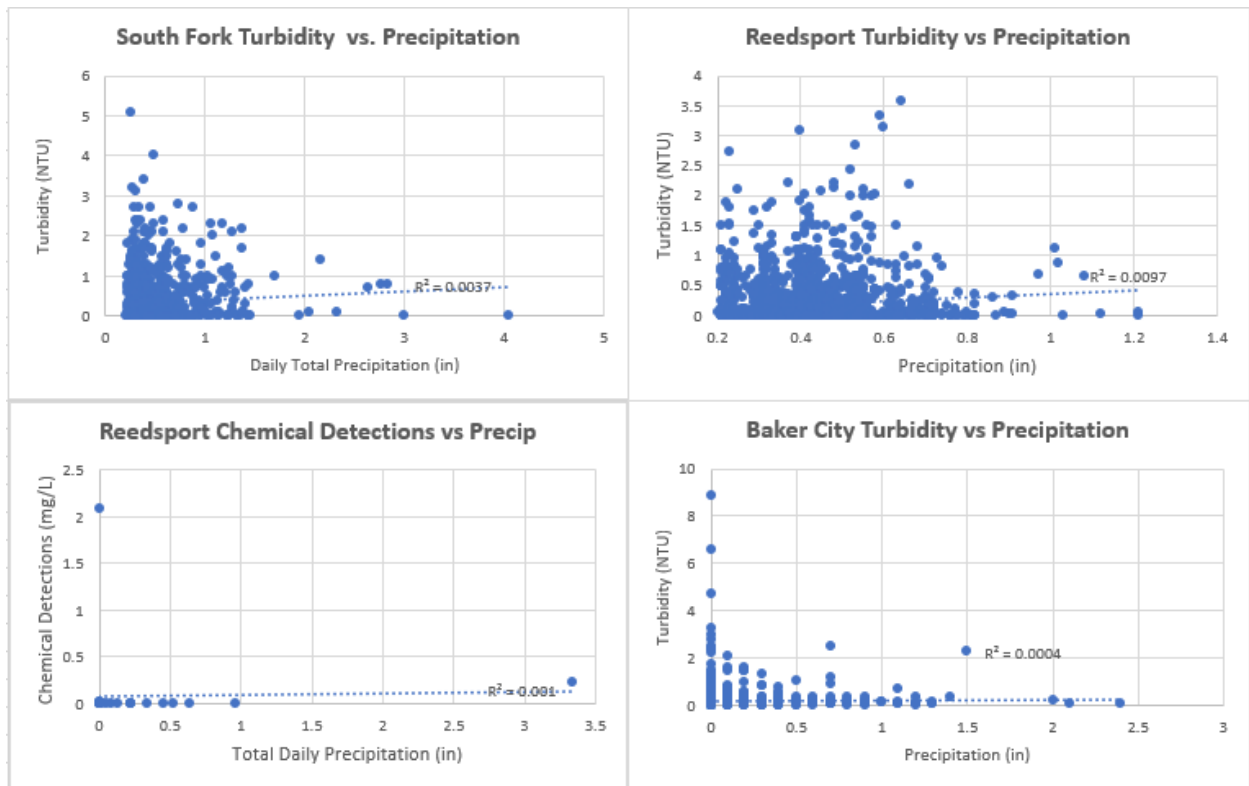 South Fork Turbidity vs. Precipitation
Turbidity (NTU)
6
5
4
3
2
1
0
R² = 0.0037
0 1 2 3 4 5
Daily Total Precipitation (in)
Reedsport Turbidity vs Precipitation
Turbidity (NTU)
4
3.5
3
2.5
2
1.5
1
0.5
0
R² = 0.0097
0.2 0.4 0.6 0.8 1 1.2 1.4
Precipitation (in)
Reedsport Chemical Detections vs Precip
Chemical Detections (mg/L)
2.5
2
1.5
1
0.5
0
R² = 0.001
0 0.5 1 1.5 2 2.5 3 3.5
Total Daily Precipitation (in)
Baker City Turbidity vs Precipitation
Turbidity (NTU)
10
8
6
4
2
0
R² = 0.0004
0 0.5 1 1.5 2 2.5 3
Precipitation (in)